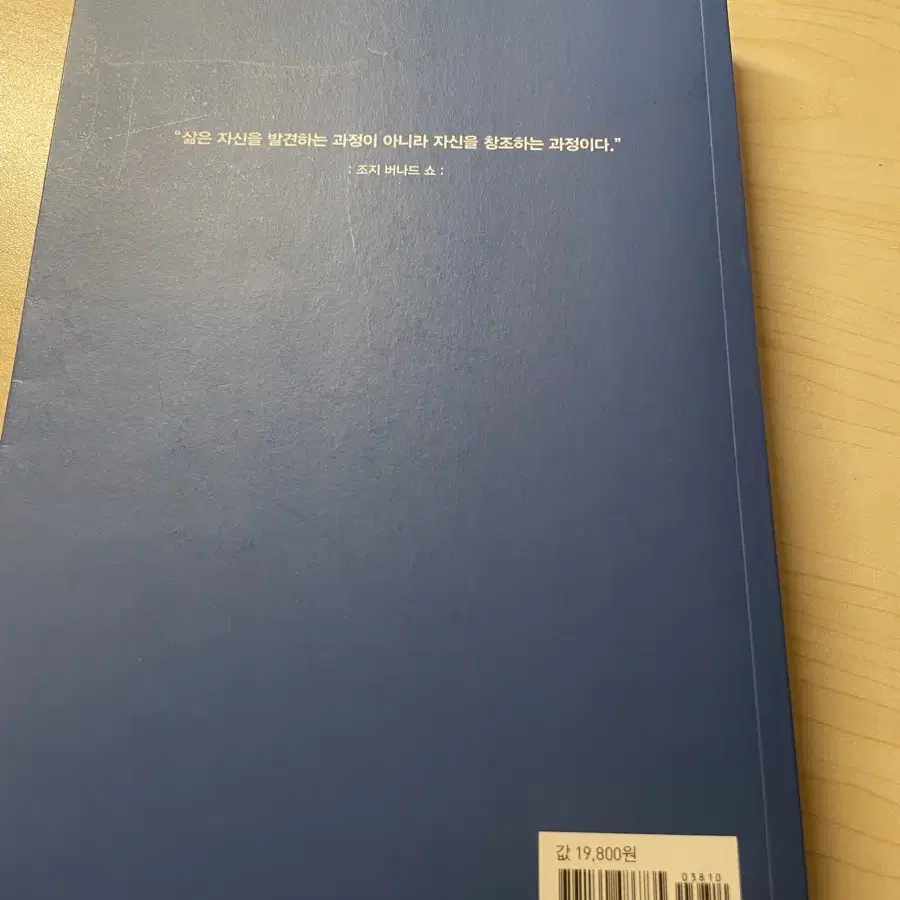 “삶은 자신을 발견하는 과정이 아니라 자신을 창조하는 과정이다.”
: 조지 버나드 쇼 :
값 19,800원
03810